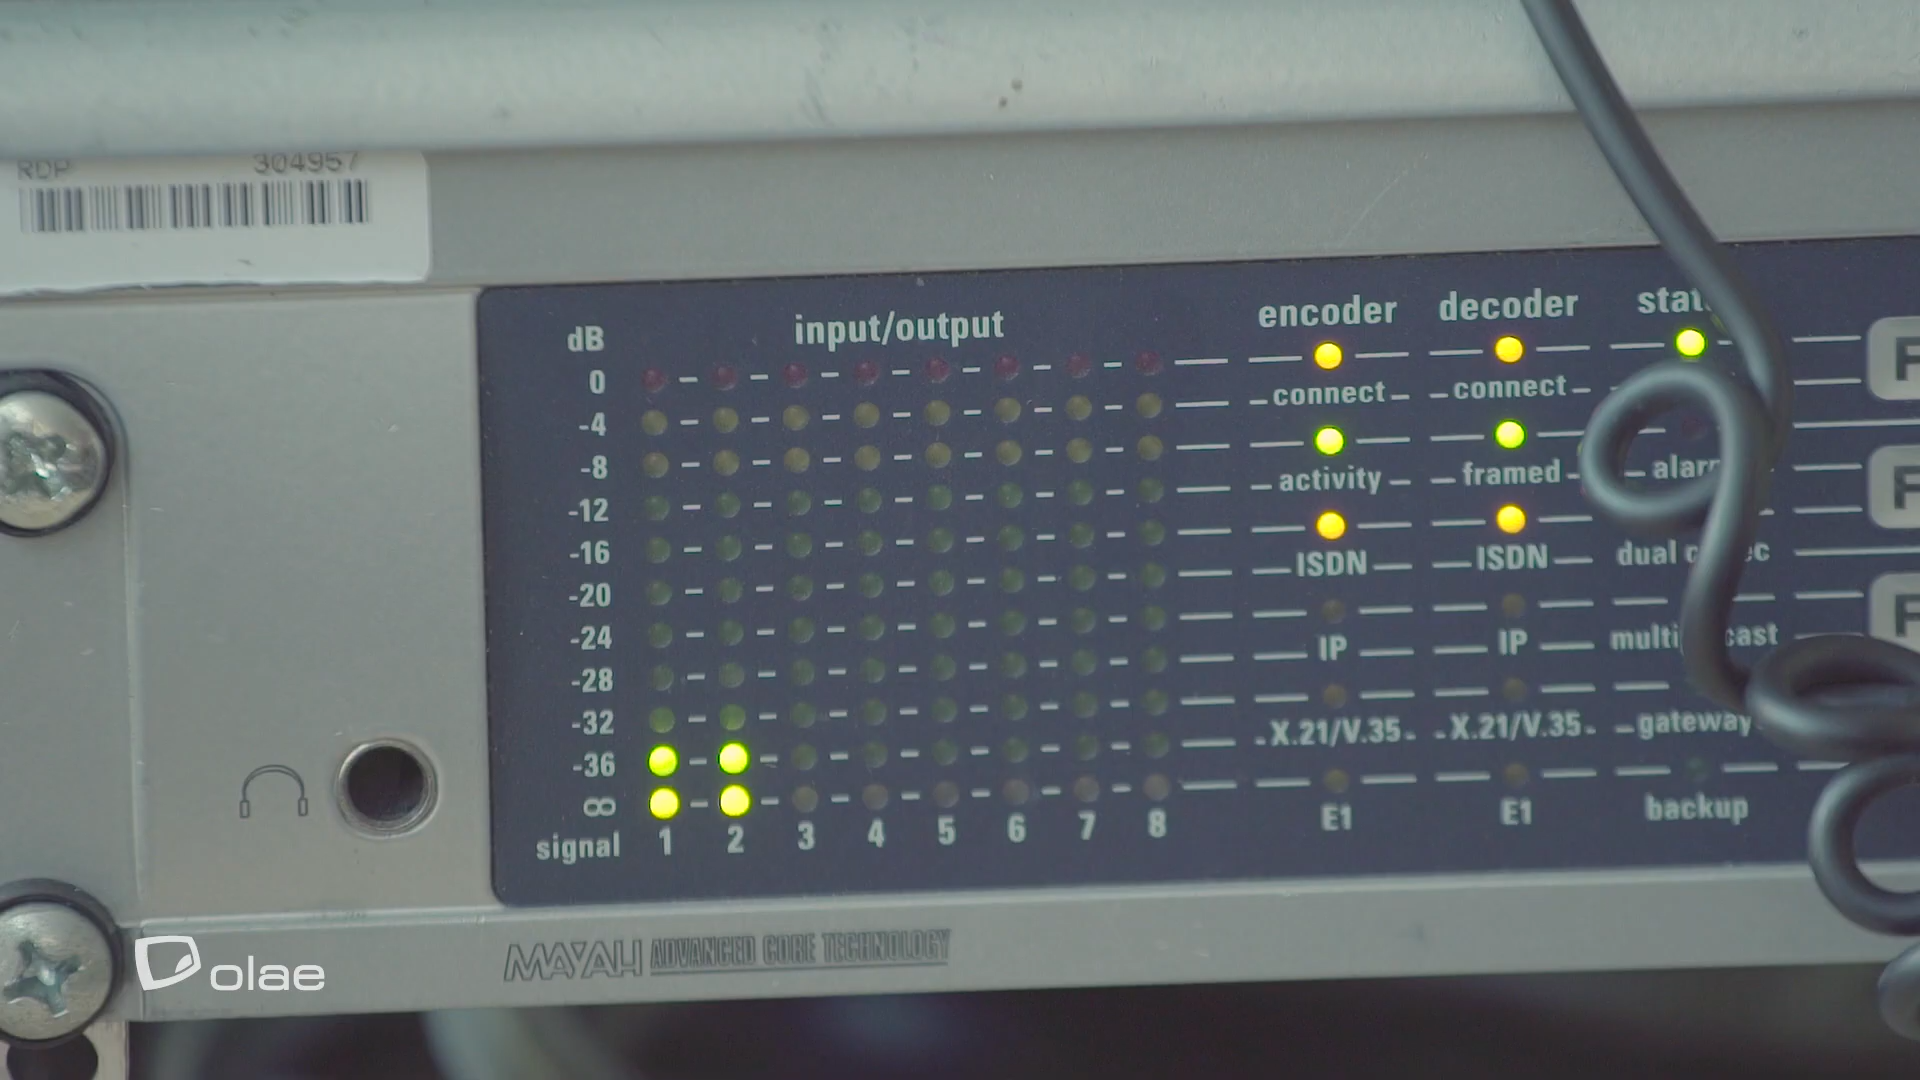 RDP 304957
dB input/output encoder decoder
0
connect connect
-4
-8 activity framed
-12
-16 ISDN ISDN
-20
-24 IP IP
-28
-32 X.21/V.35 X.21/V.35 gateway
-36
∞ E1 E1 backup
signal 1 2 3 4 5 6 7 8
MAYAH ADVANCED CORE TECHNOLOGY
olae